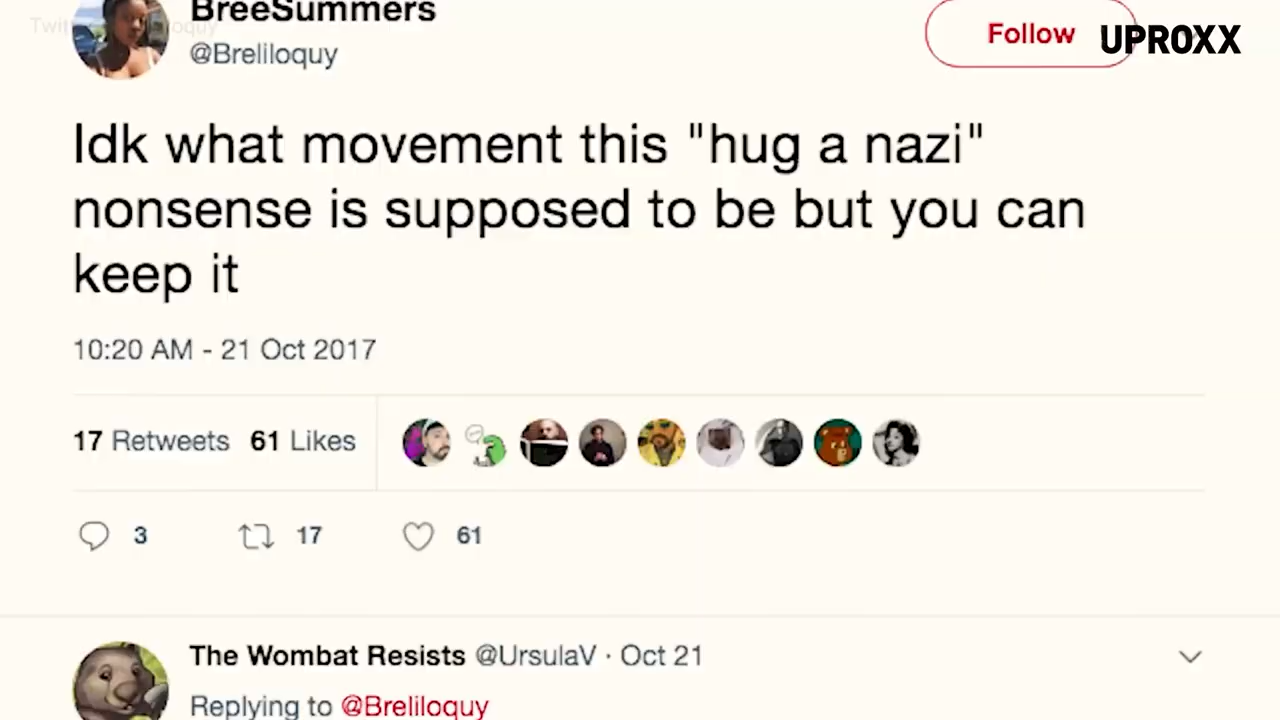 BreeSummers
@Breliloquy
Follow
UPROXX
Idk what movement this "hug a nazi"
nonsense is supposed to be but you can
keep it
10:20 AM - 21 Oct 2017
17 Retweets 61 Likes
3 17 61
The Wombat Resists @UrsulaV · Oct 21
Replying to @Breliloquy